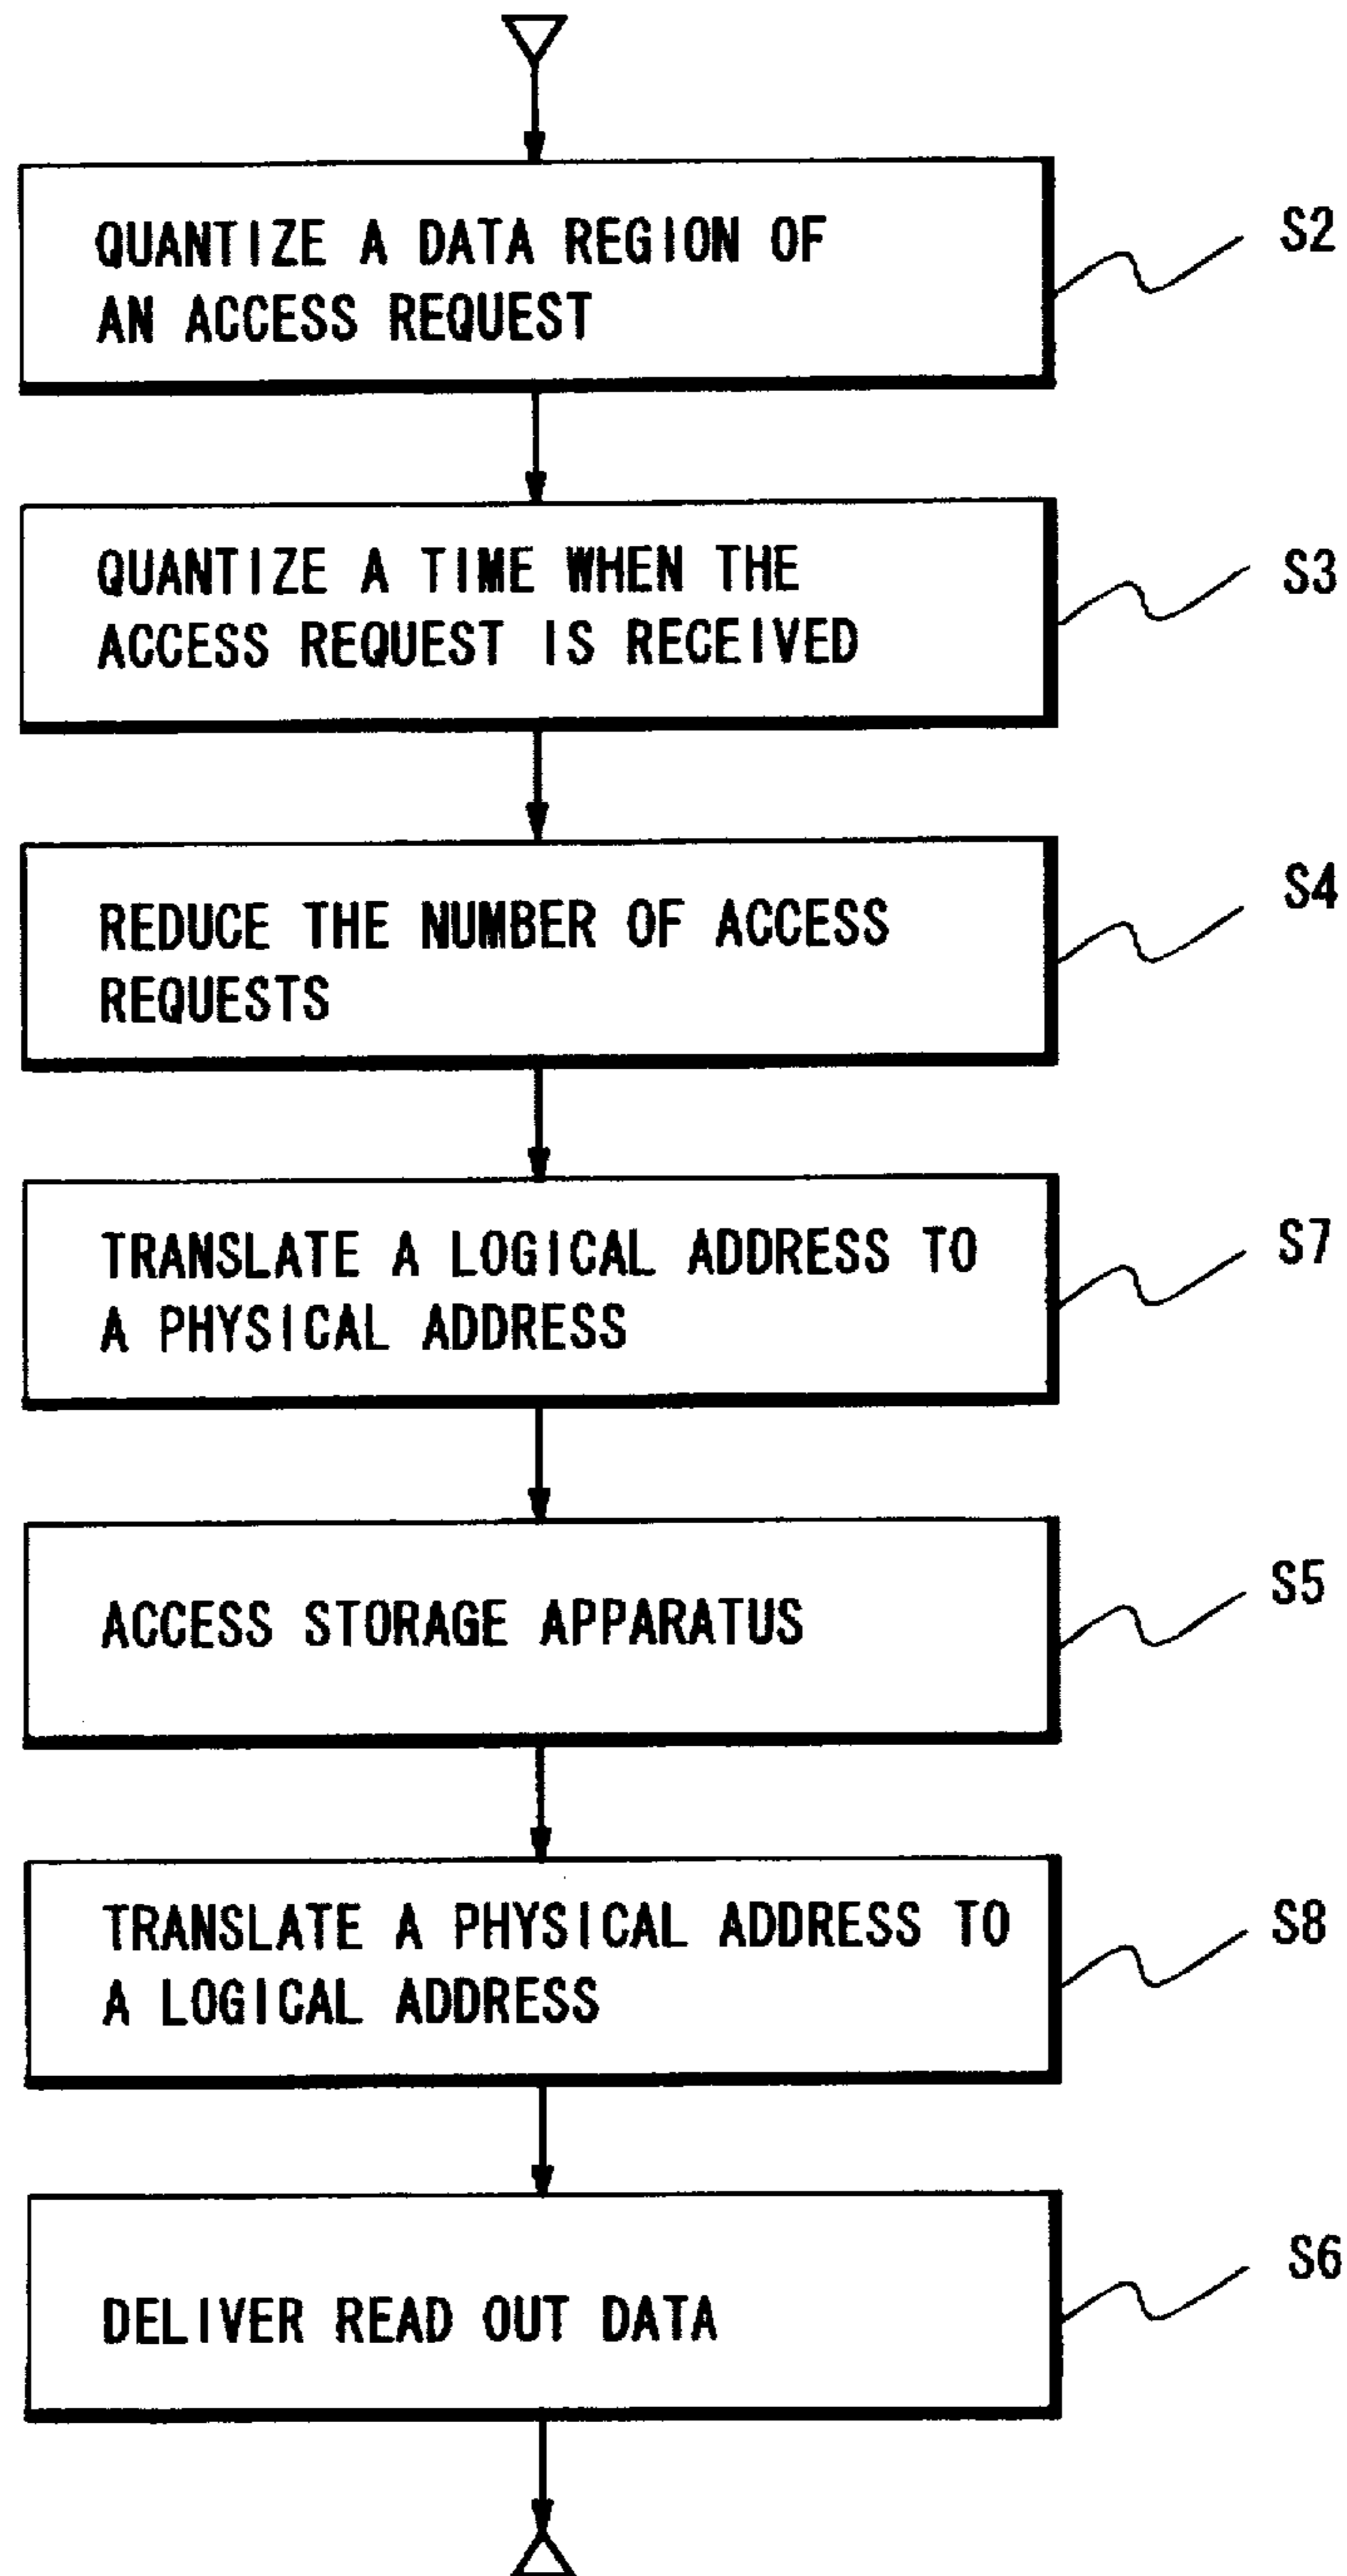 QUANTIZE A DATA REGION OF
AN ACCESS REQUEST
S2
QUANTIZE A TIME WHEN THE
ACCESS REQUEST IS RECEIVED
S3
REDUCE THE NUMBER OF ACCESS
REQUESTS
S4
TRANSLATE A LOGICAL ADDRESS TO
A PHYSICAL ADDRESS
S7
ACCESS STORAGE APPARATUS
S5
TRANSLATE A PHYSICAL ADDRESS TO
A LOGICAL ADDRESS
S8
DELIVER READ OUT DATA
S6